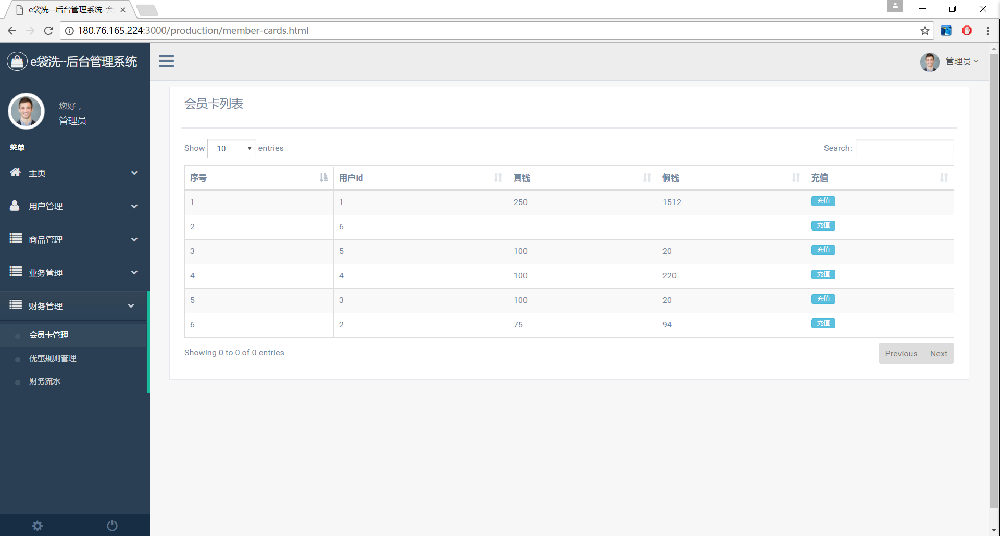 e袋洗--后台管理系统-会
180.76.165.224:3000/production/member-cards.html
e袋洗--后台管理系统
管理员
您好，
管理员
菜单
主页
用户管理
商品管理
业务管理
财务管理
会员卡管理
优惠规则管理
财务流水
会员卡列表
Show 10 entries
Search:
序号 用户id 真钱 假钱 充值
1 1 250 1512 充值
2 6 充值
3 5 100 20 充值
4 4 100 220 充值
5 3 100 20 充值
6 2 75 94 充值
Showing 0 to 0 of 0 entries
Previous Next